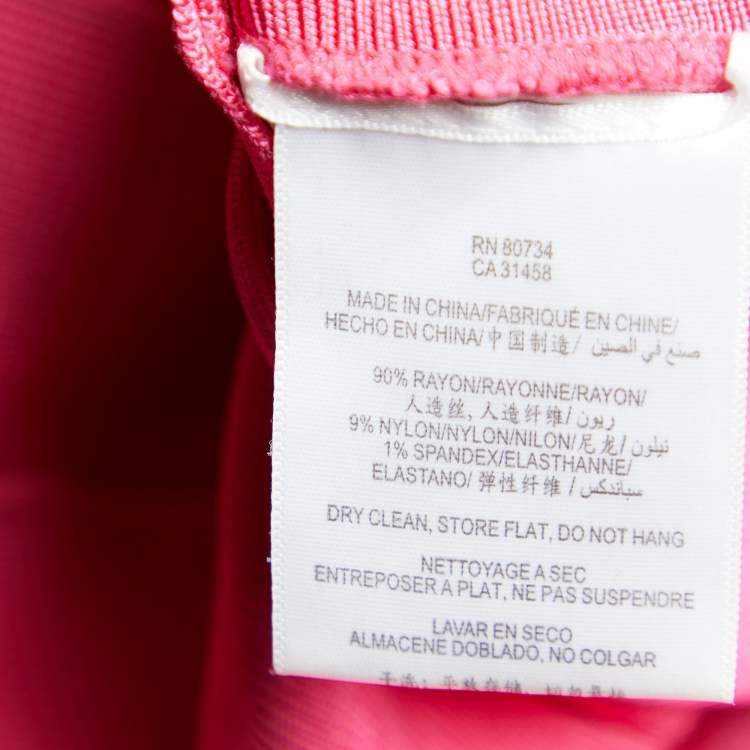 RN 80734
CA 31458
MADE IN CHINA/FABRIQUÉ EN CHINE/
HECHO EN CHINA/中国制造/ صنع في الصين
90% RAYON/RAYONNE/RAYON/
人造丝, 人造纤维/ ريون/
9% NYLON/NYLON/NILON/尼龙/ نيلون/
1% SPANDEX/ELASTHANNE/
ELASTANO/ 弹性纤维 / سباندكس
DRY CLEAN, STORE FLAT, DO NOT HANG
NETTOYAGE A SEC
ENTREPOSER A PLAT, NE PAS SUSPENDRE
LAVAR EN SECO
ALMACENE DOBLADO, NO COLGAR